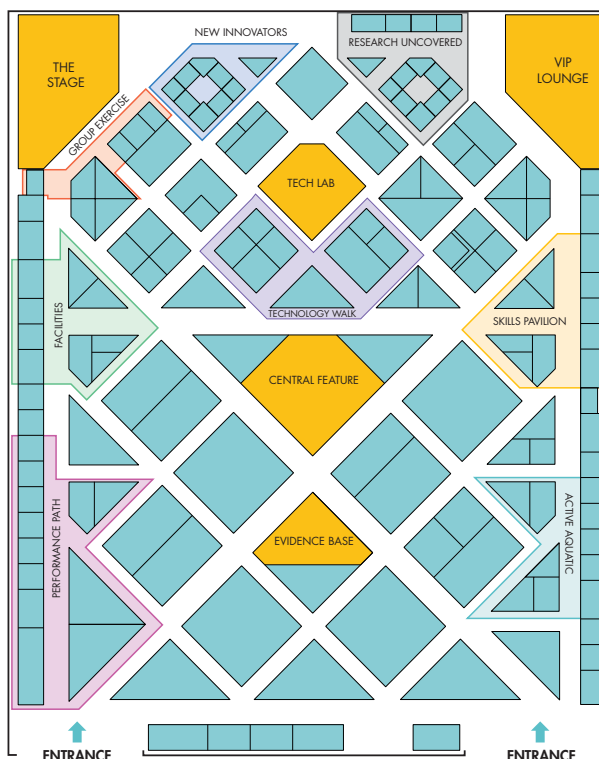 NEW INNOVATORS
RESEARCH UNCOVERED
THE
STAGE
VIP
LOUNGE
GROUP EXERCISE
TECH LAB
TECHNOLOGY WALK
FACILITIES
SKILLS PAVILION
CENTRAL FEATURE
PERFORMANCE PATH
ACTIVE AQUATIC
EVIDENCE BASE
ENTRANCE
ENTRANCE